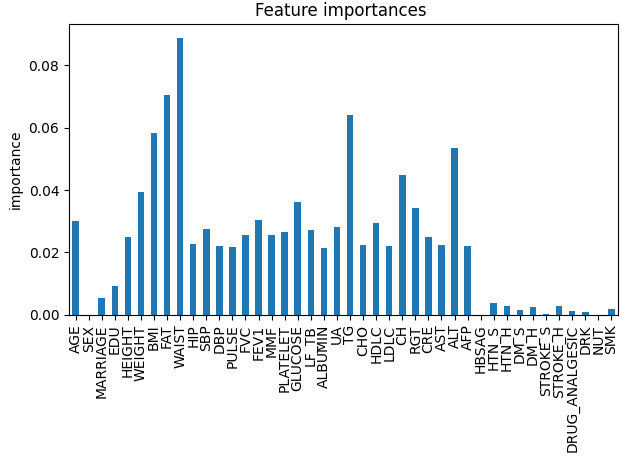 Feature importances
importance
0.08
0.06
0.04
0.02
0.00
AGE
SEX
MARRIAGE
EDU
HEIGHT
WEIGHT
BMI
FAT
WAIST
HIP
SBP
DBP
PULSE
FVC
FEV1
MMF
PLATELET
GLUCOSE
LF_TB
ALBUMIN
UA
TG
CHO
HDLC
LDLC
CH
RGT
CRE
AST
ALT
AFP
HBSAG
HTN_S
HTN_H
DM_S
DM_H
STROKE_S
STROKE_H
DRUG_ANALGESIC
DRK
NUT
SMK